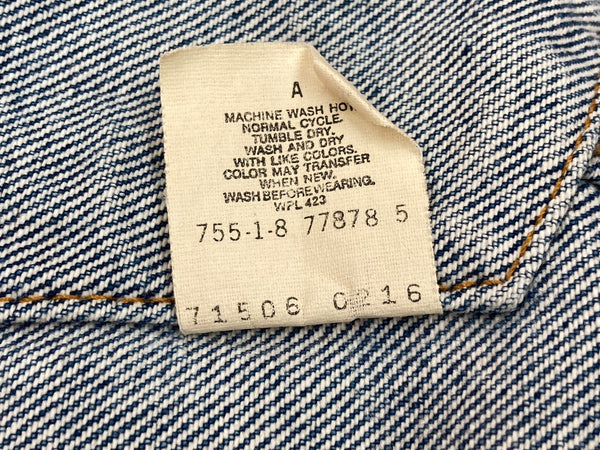 A
MACHINE WASH HOT
NORMAL CYCLE.
TUMBLE DRY.
WASH AND DRY
WITH LIKE COLORS.
COLOR MAY TRANSFER
WHEN NEW.
WASH BEFORE WEARING.
WPL 423
755-1-8 77878 5
71506 0216